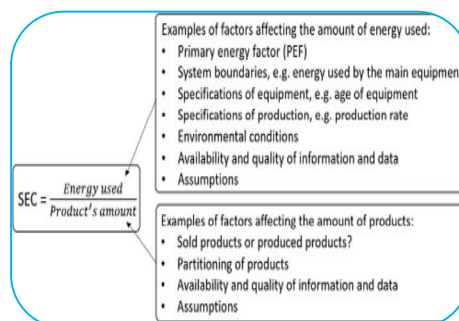 Examples of factors affecting the amount of energy used:
• Primary energy factor (PEF)
• System boundaries, e.g. energy used by the main equipmen
• Specifications of equipment, e.g. age of equipment
• Specifications of production, e.g. production rate
• Environmental conditions
• Availability and quality of information and data
• Assumptions
SEC = Energy used / Product's amount
Examples of factors affecting the amount of products:
• Sold products or produced products?
• Partitioning of products
• Availability and quality of information and data
• Assumptions